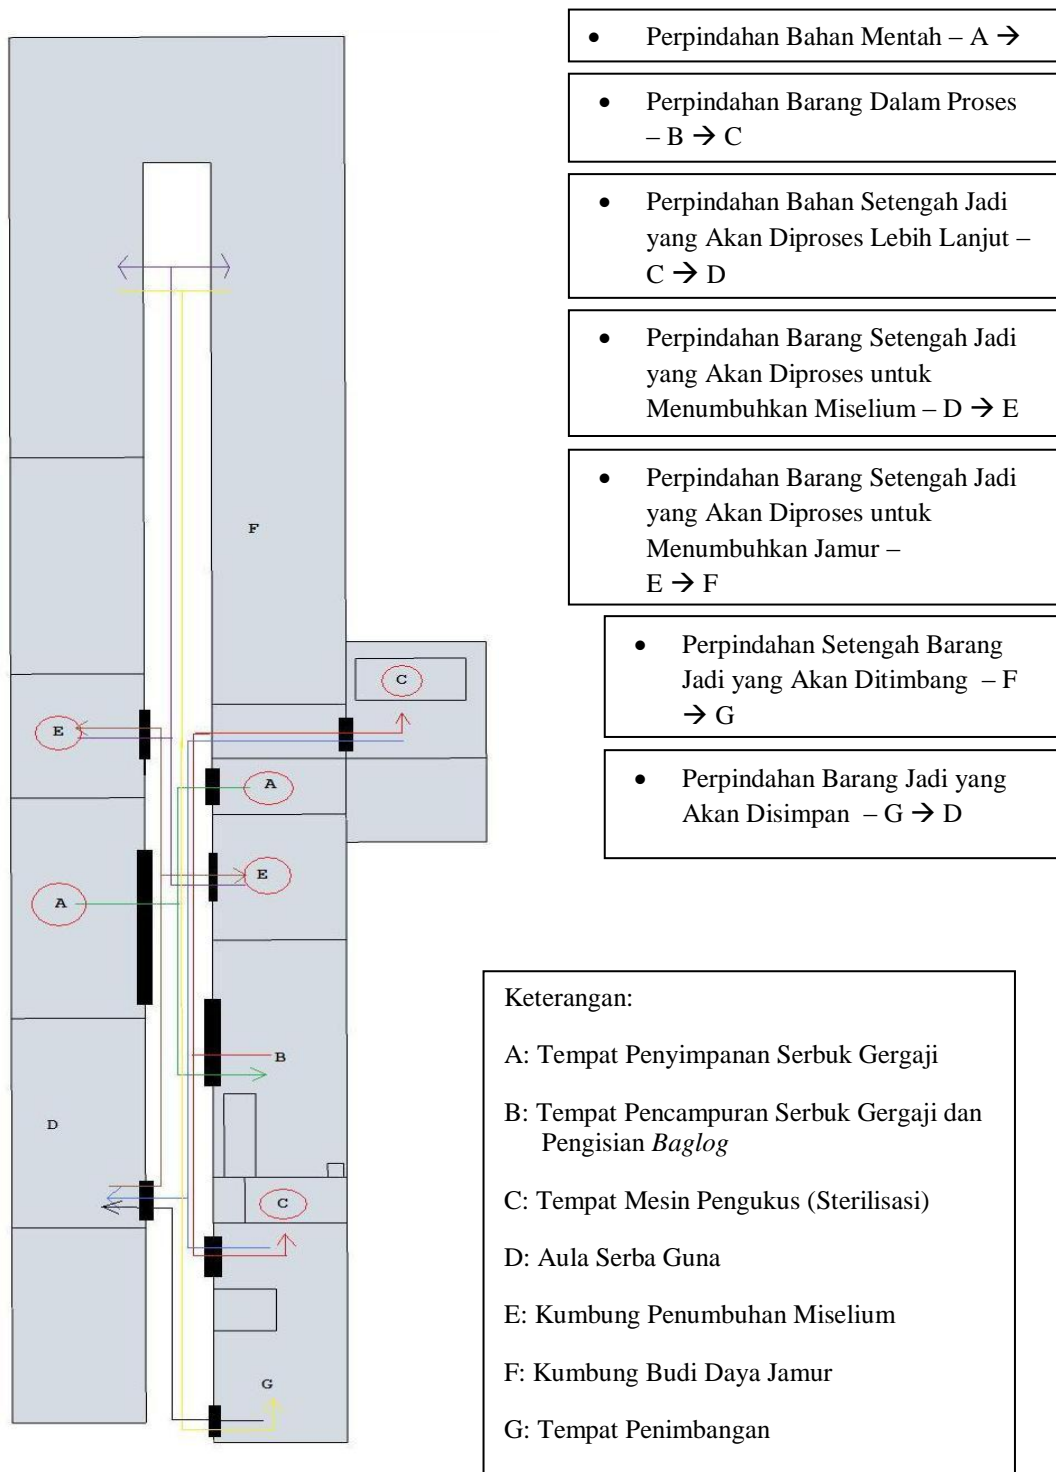 • Perpindahan Bahan Mentah – A →
• Perpindahan Barang Dalam Proses
– B → C
• Perpindahan Bahan Setengah Jadi
yang Akan Diproses Lebih Lanjut –
C → D
• Perpindahan Barang Setengah Jadi
yang Akan Diproses untuk
Menumbuhkan Miselium – D → E
• Perpindahan Barang Setengah Jadi
yang Akan Diproses untuk
Menumbuhkan Jamur –
E → F
• Perpindahan Setengah Barang
Jadi yang Akan Ditimbang – F
→ G
• Perpindahan Barang Jadi yang
Akan Disimpan – G → D
F
C
E
A
E
A
B
D
C
G
Keterangan:
A: Tempat Penyimpanan Serbuk Gergaji
B: Tempat Pencampuran Serbuk Gergaji dan
Pengisian Baglog
C: Tempat Mesin Pengukus (Sterilisasi)
D: Aula Serba Guna
E: Kumbung Penumbuhan Miselium
F: Kumbung Budi Daya Jamur
G: Tempat Penimbangan